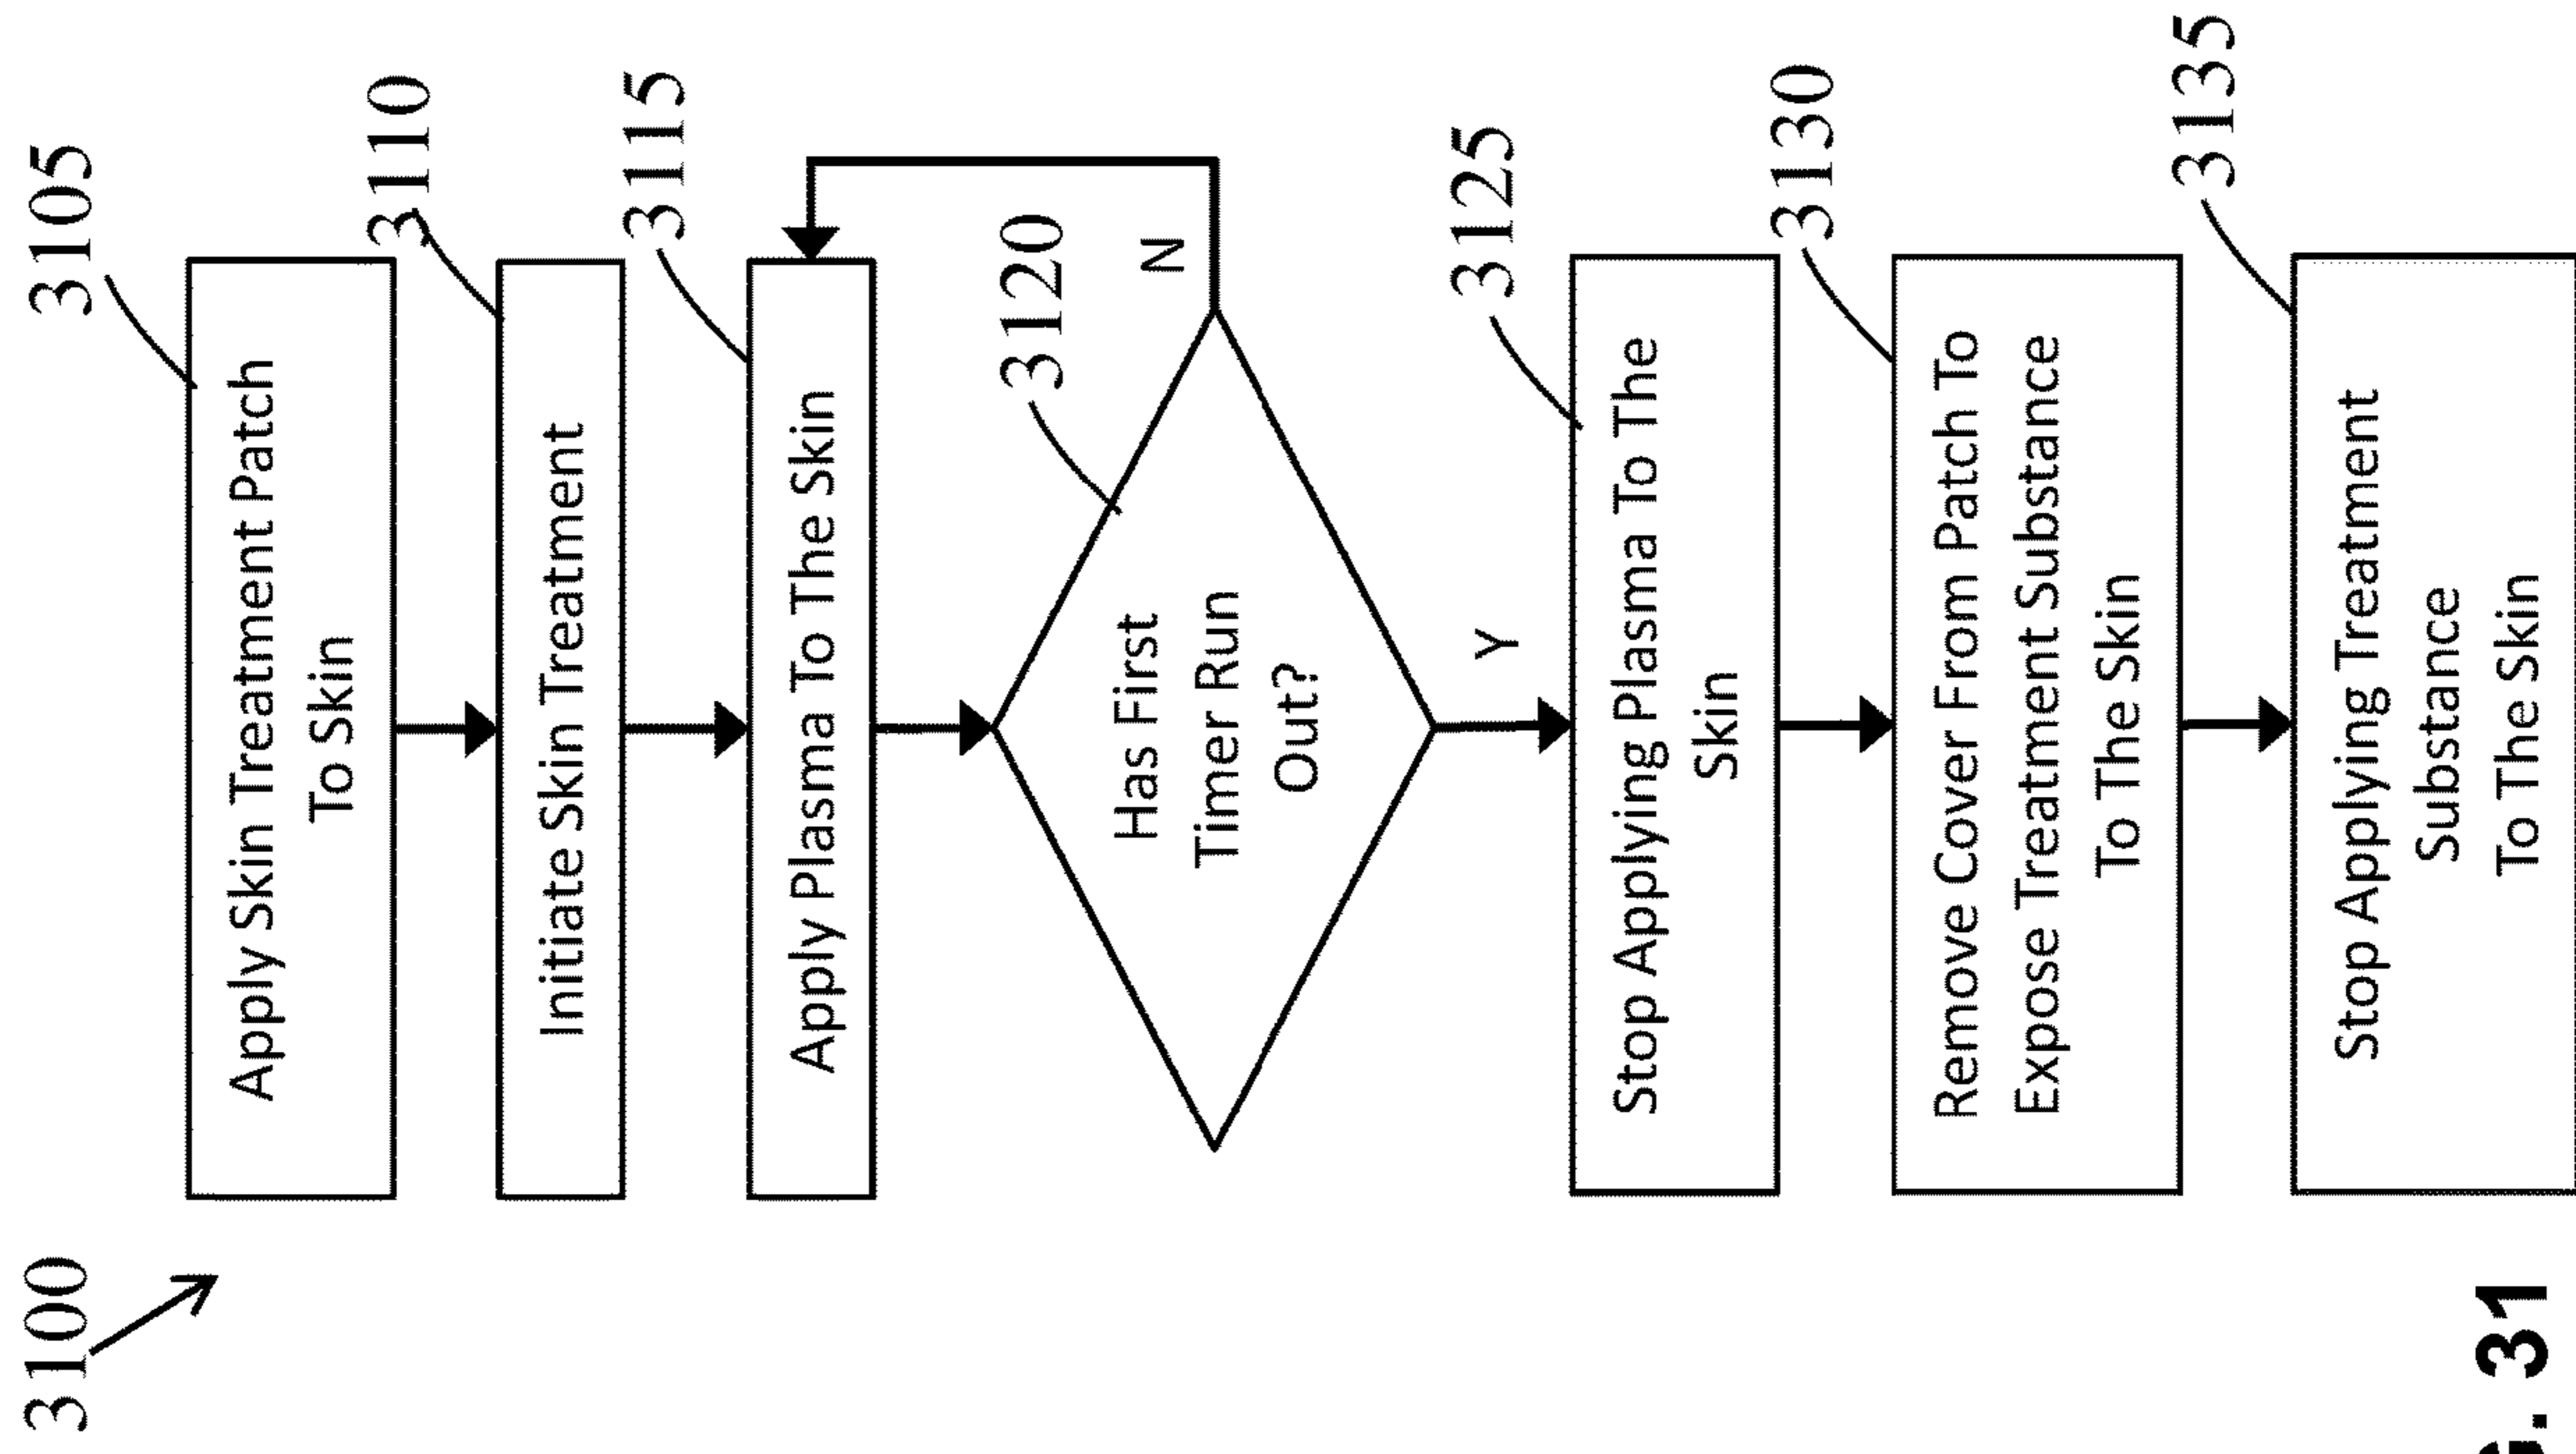 3100
3105
Apply Skin Treatment Patch
To Skin
3110
Initiate Skin Treatment
3115
Apply Plasma To The Skin
3120
Has First
Timer Run
Out?
N
Y
3125
Stop Applying Plasma To The
Skin
3130
Remove Cover From Patch To
Expose Treatment Substance
To The Skin
3135
Stop Applying Treatment
Substance
To The Skin
. 31